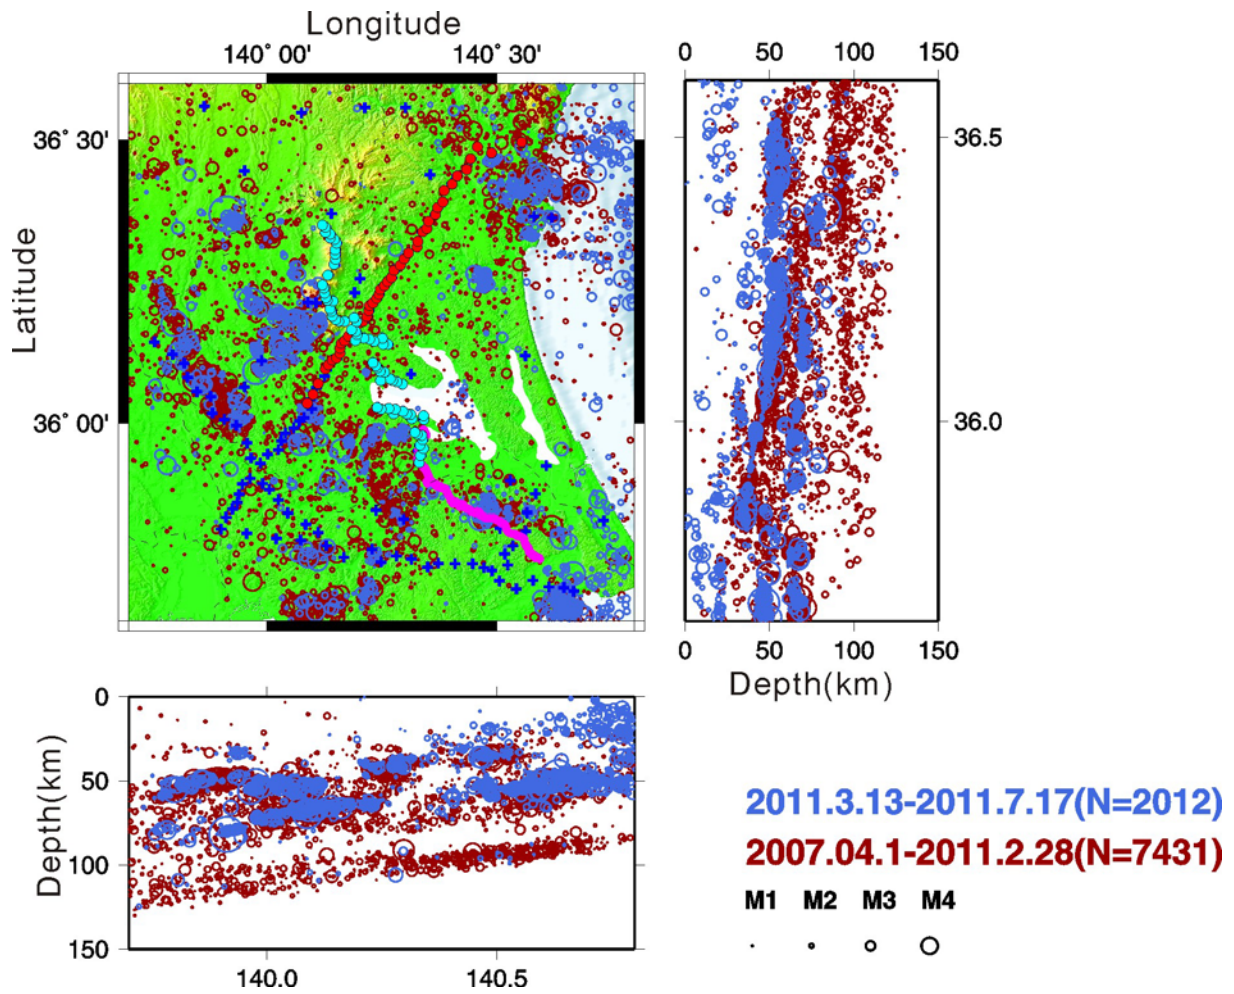 Longitude
140° 00' 140° 30'
0 50 100 150
36° 30'
36.5
Latitude
36° 00'
36.0
0 50 100 150
Depth(km)
0
50
100
150
Depth(km)
140.0 140.5
2011.3.13-2011.7.17(N=2012)
2007.04.1-2011.2.28(N=7431)
M1 M2 M3 M4